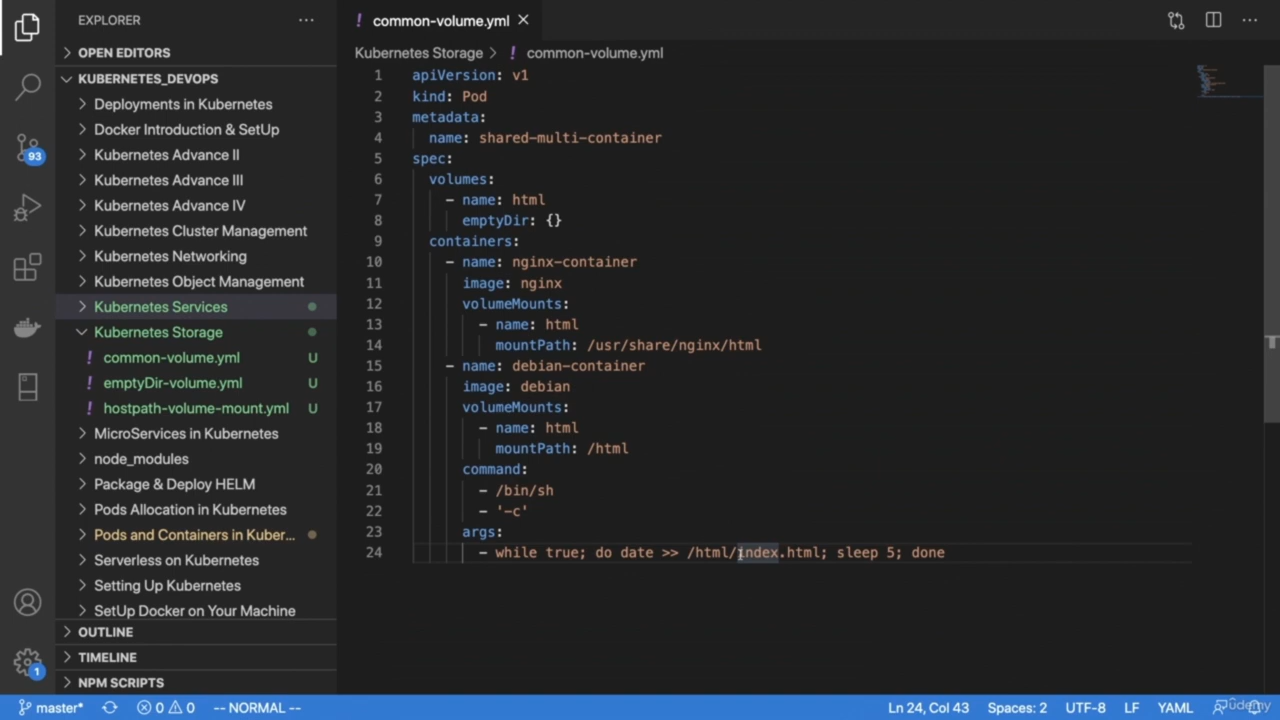 EXPLORER
OPEN EDITORS
KUBERNETES_DEVOPS
Deployments in Kubernetes
Docker Introduction & SetUp
Kubernetes Advance II
Kubernetes Advance III
Kubernetes Advance IV
Kubernetes Cluster Management
Kubernetes Networking
Kubernetes Object Management
Kubernetes Services
Kubernetes Storage
! common-volume.yml U
! emptyDir-volume.yml U
! hostpath-volume-mount.yml U
MicroServices in Kubernetes
node_modules
Package & Deploy HELM
Pods Allocation in Kubernetes
Pods and Containers in Kuber...
Serverless on Kubernetes
Setting Up Kubernetes
SetUp Docker on Your Machine
OUTLINE
TIMELINE
NPM SCRIPTS
93
1
! common-volume.yml
Kubernetes Storage > ! common-volume.yml
1 apiVersion: v1
2 kind: Pod
3 metadata:
4 name: shared-multi-container
5 spec:
6 volumes:
7 - name: html
8 emptyDir: {}
9 containers:
10 - name: nginx-container
11 image: nginx
12 volumeMounts:
13 - name: html
14 mountPath: /usr/share/nginx/html
15 - name: debian-container
16 image: debian
17 volumeMounts:
18 - name: html
19 mountPath: /html
20 command:
21 - /bin/sh
22 - '-c'
23 args:
24 - while true; do date >> /html/index.html; sleep 5; done
master* 0 0 -- NORMAL -- Ln 24, Col 43 Spaces: 2 UTF-8 LF YAML
Udemy